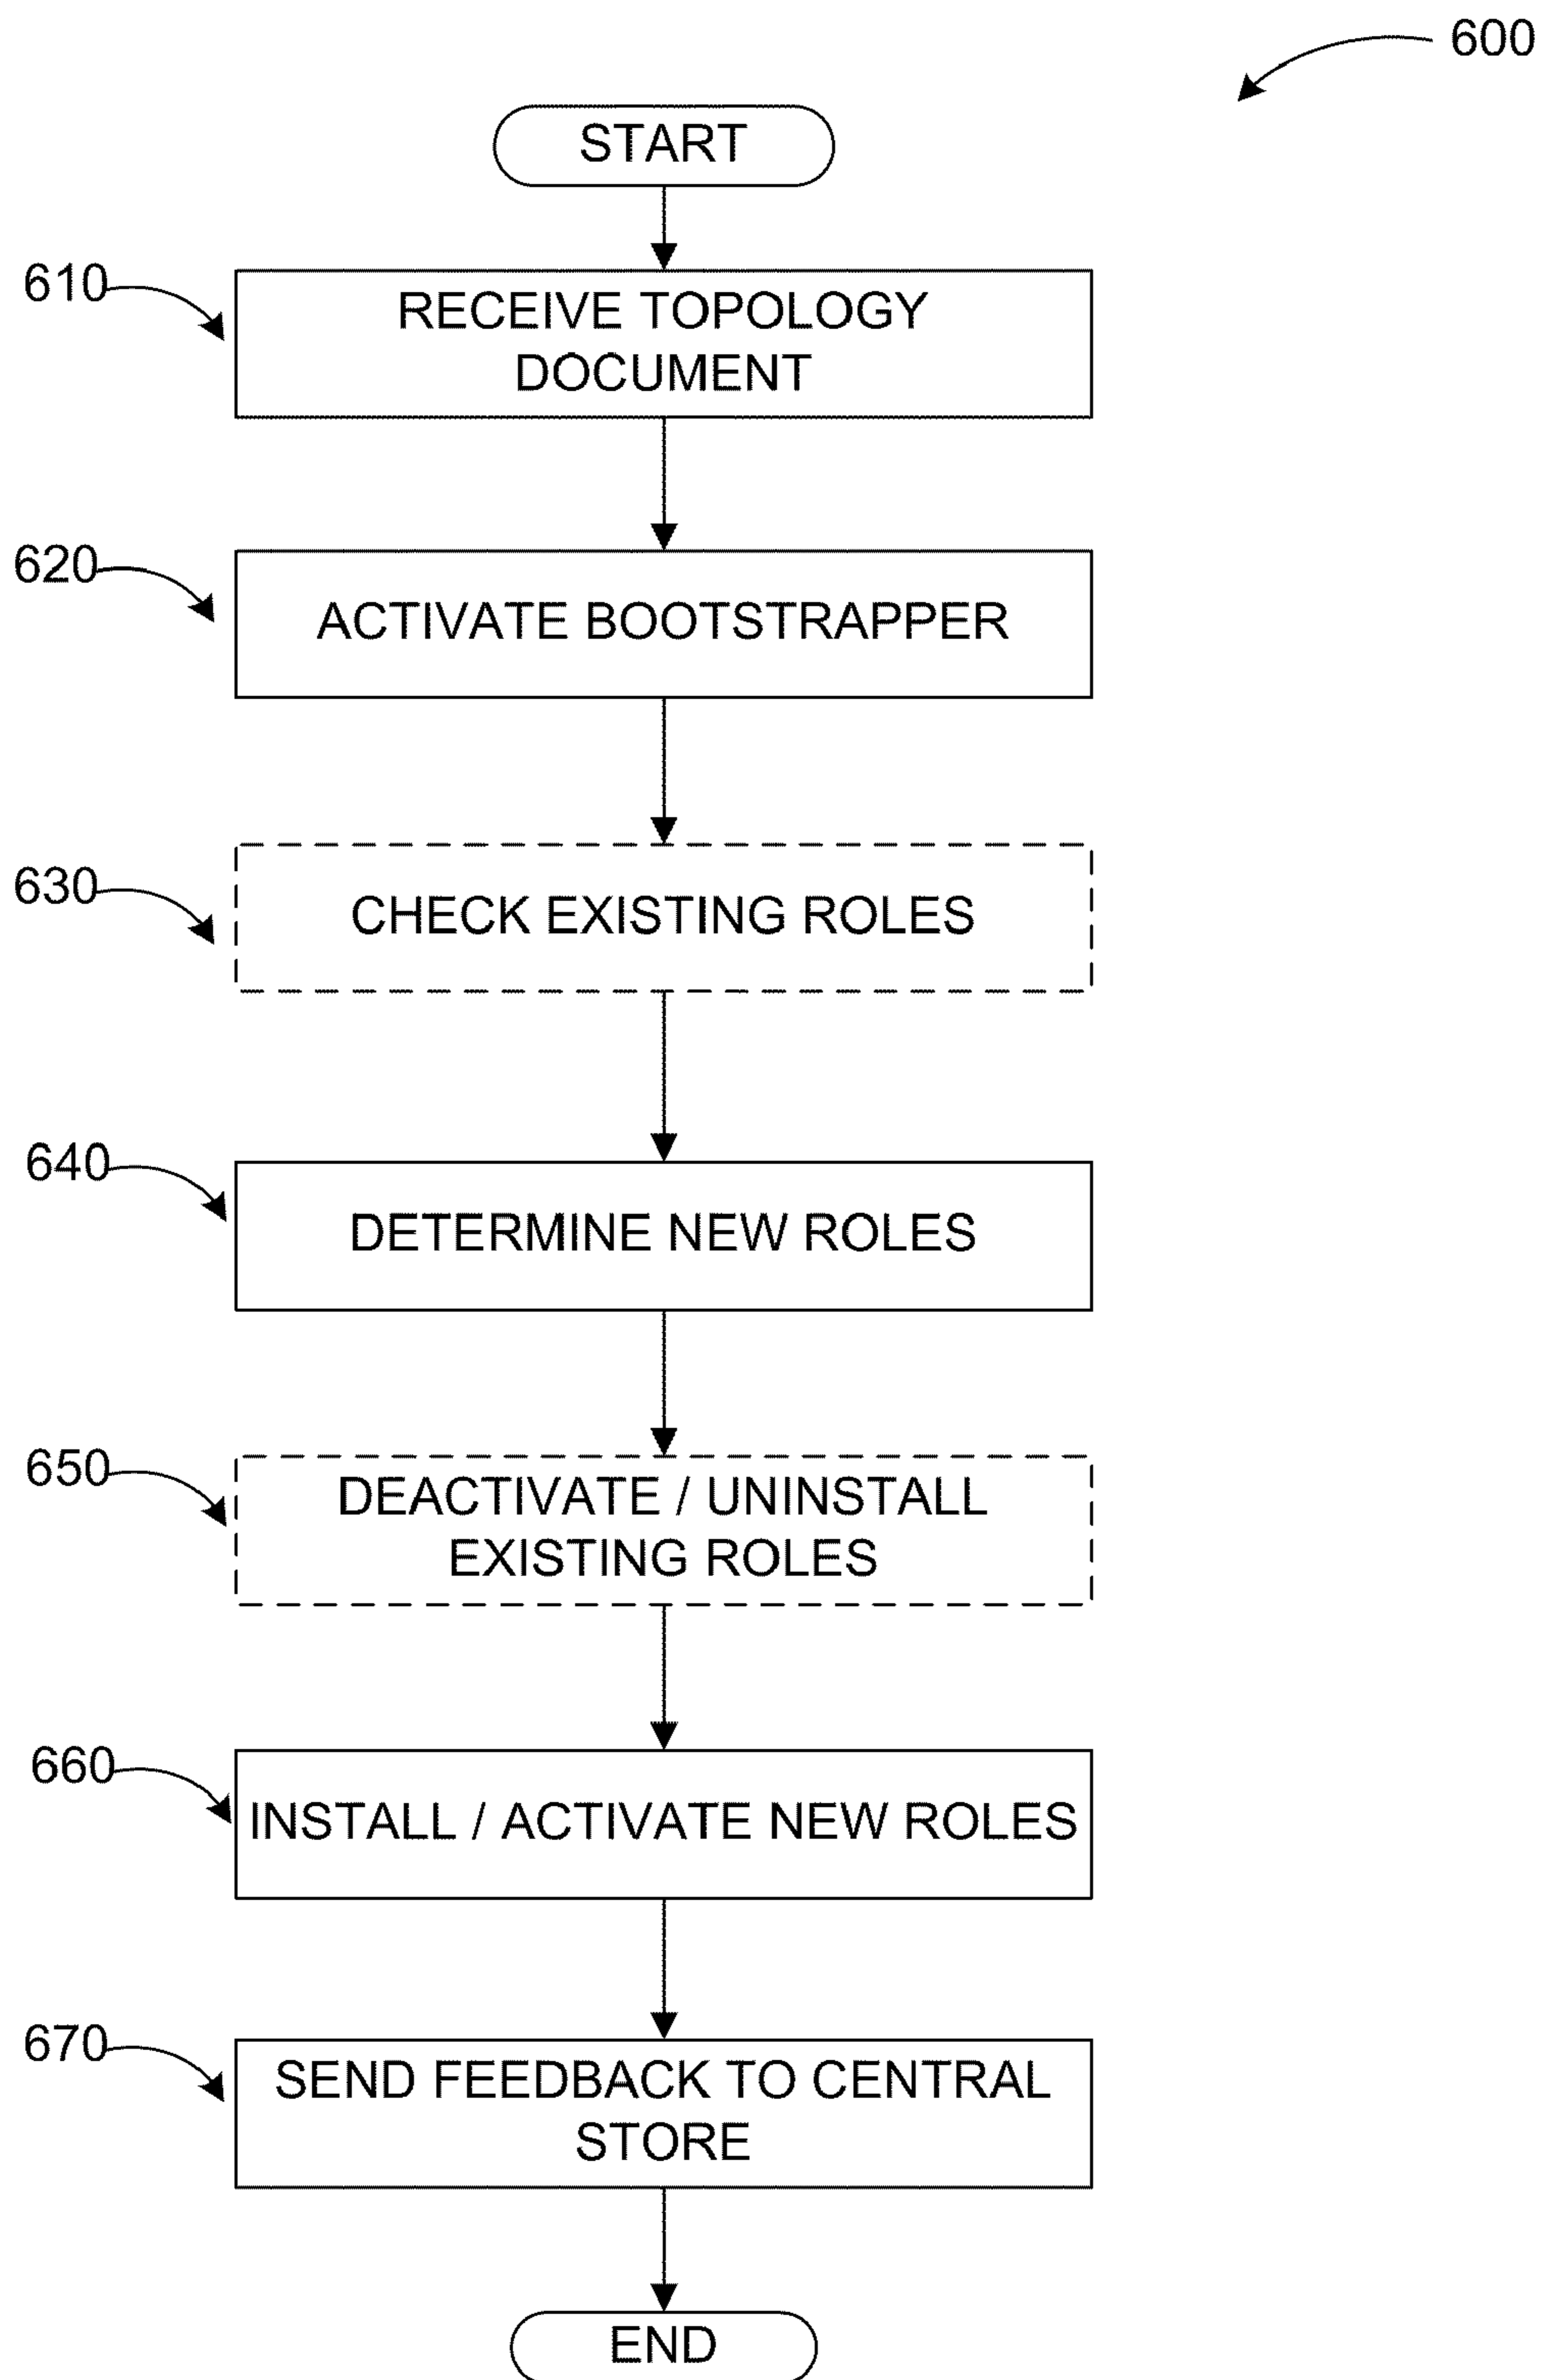 600
START
610
RECEIVE TOPOLOGY
DOCUMENT
620
ACTIVATE BOOTSTRAPPER
630
CHECK EXISTING ROLES
640
DETERMINE NEW ROLES
650
DEACTIVATE / UNINSTALL
EXISTING ROLES
660
INSTALL / ACTIVATE NEW ROLES
670
SEND FEEDBACK TO CENTRAL
STORE
END